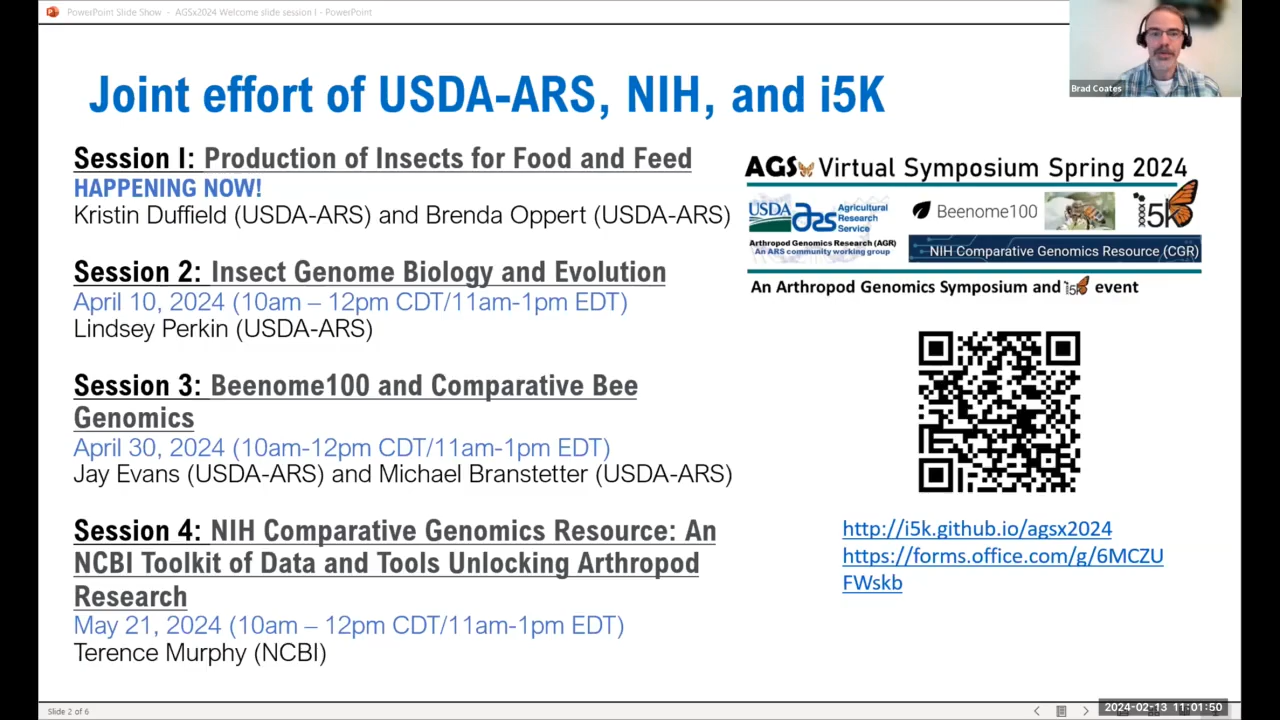 PowerPoint Slide Show - AGSx2024 Welcome slide session I - PowerPoint
Brad Coates
Joint effort of USDA-ARS, NIH, and i5K
Session I: Production of Insects for Food and Feed
HAPPENING NOW!
Kristin Duffield (USDA-ARS) and Brenda Oppert (USDA-ARS)
Session 2: Insect Genome Biology and Evolution
April 10, 2024 (10am – 12pm CDT/11am-1pm EDT)
Lindsey Perkin (USDA-ARS)
Session 3: Beenome100 and Comparative Bee
Genomics
April 30, 2024 (10am-12pm CDT/11am-1pm EDT)
Jay Evans (USDA-ARS) and Michael Branstetter (USDA-ARS)
Session 4: NIH Comparative Genomics Resource: An
NCBI Toolkit of Data and Tools Unlocking Arthropod
Research
May 21, 2024 (10am – 12pm CDT/11am-1pm EDT)
Terence Murphy (NCBI)
AGS Virtual Symposium Spring 2024
USDA ars Agricultural
Research
Service
Beenome100
i5k
Arthropod Genomics Research (AGR)
An ARS community working group
NIH Comparative Genomics Resource (CGR)
An Arthropod Genomics Symposium and i5k event
http://i5k.github.io/agsx2024
https://forms.office.com/g/6MCZU
FWskb
Slide 2 of 6
2024-02-13 11:01:50